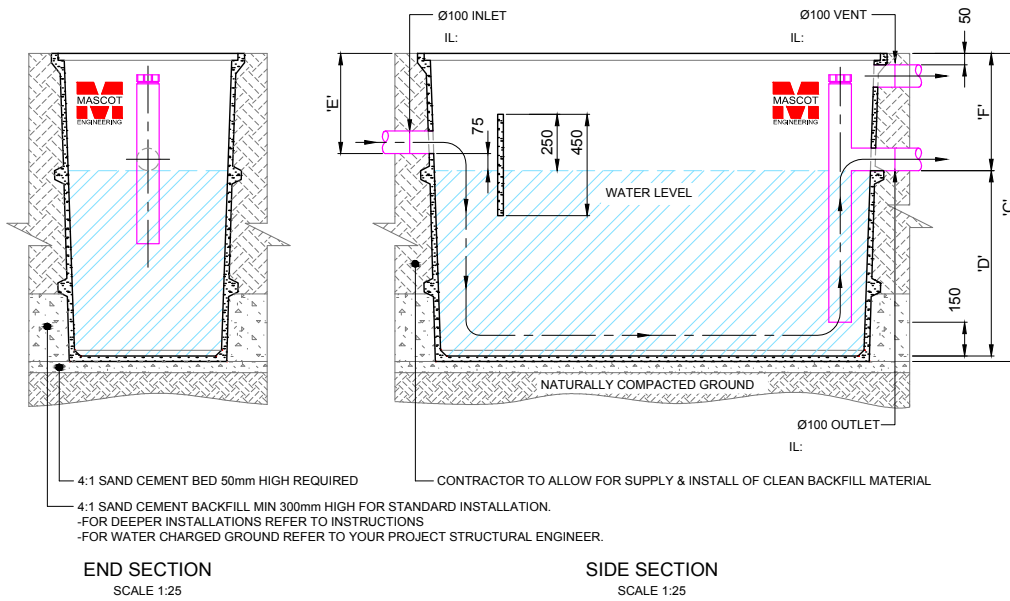 Ø100 INLET
IL:
Ø100 VENT
IL:
50
'E'
75
250
450
'F'
MASCOT
ENGINEERING
MASCOT
ENGINEERING
WATER LEVEL
'C'
'D'
150
NATURALLY COMPACTED GROUND
Ø100 OUTLET
IL:
4:1 SAND CEMENT BED 50mm HIGH REQUIRED
CONTRACTOR TO ALLOW FOR SUPPLY & INSTALL OF CLEAN BACKFILL MATERIAL
4:1 SAND CEMENT BACKFILL MIN 300mm HIGH FOR STANDARD INSTALLATION.
-FOR DEEPER INSTALLATIONS REFER TO INSTRUCTIONS
-FOR WATER CHARGED GROUND REFER TO YOUR PROJECT STRUCTURAL ENGINEER.
END SECTION
SCALE 1:25
SIDE SECTION
SCALE 1:25